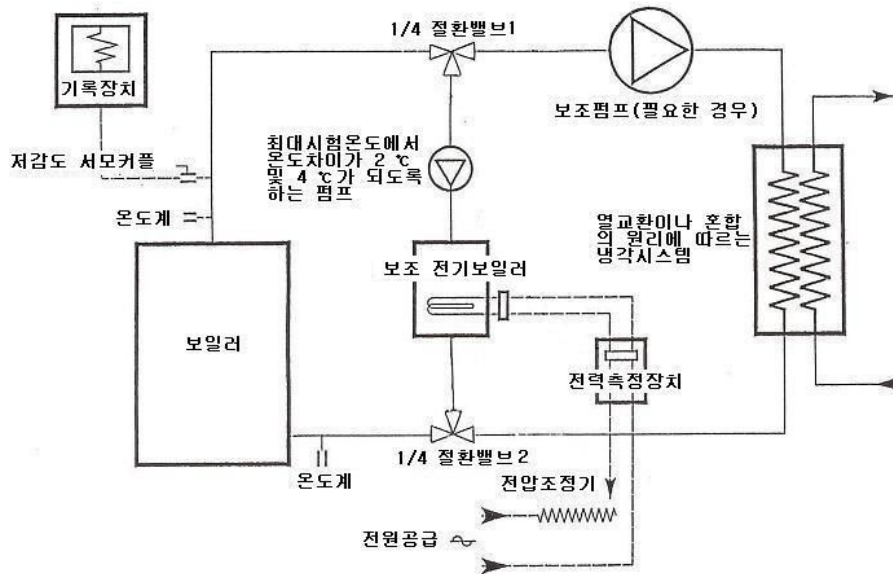 1/4 절환밸브1
기록장치
보조펌프(필요한 경우)
저감도 서모커플
최대시험온도에서
온도차이가 2 ℃
및 4 ℃가 되도록
하는 펌프
온도계
열교환이나 혼합
의 원리에 따르는
냉각시스템
보조 전기보일러
보일러
전력측정장치
1/4 절환밸브2
온도계
전압조정기
전원공급